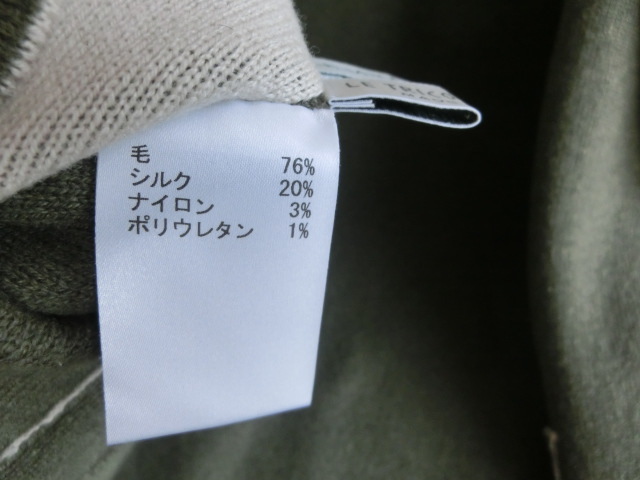 毛 76%
シルク 20%
ナイロン 3%
ポリウレタン 1%